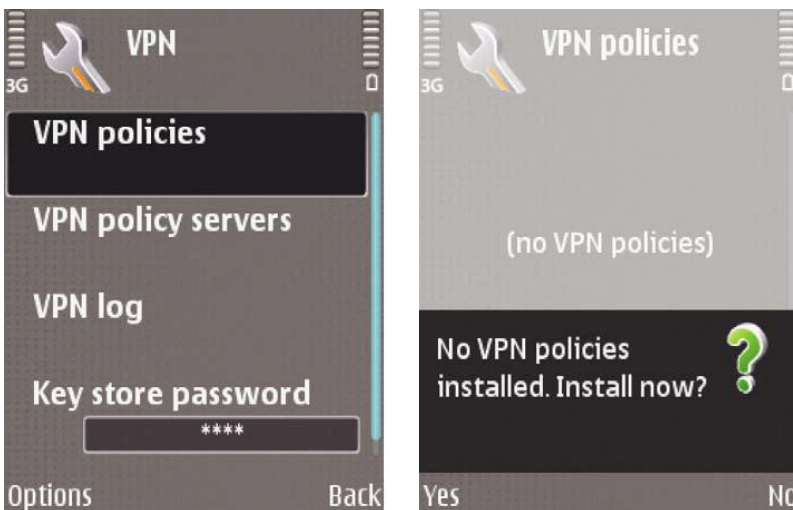 VPN
3G
VPN policies
VPN policy servers
VPN log
Key store password
****
Options Back
VPN policies
3G
(no VPN policies)
No VPN policies
installed. Install now?
Yes No